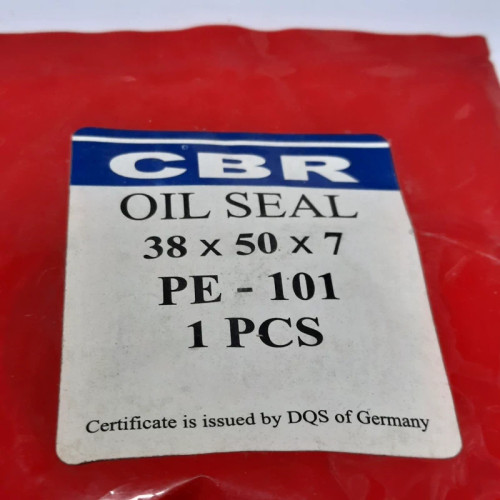 CBR
OIL SEAL
38 x 50 x 7
PE - 101
1 PCS
Certificate is issued by DQS of Germany